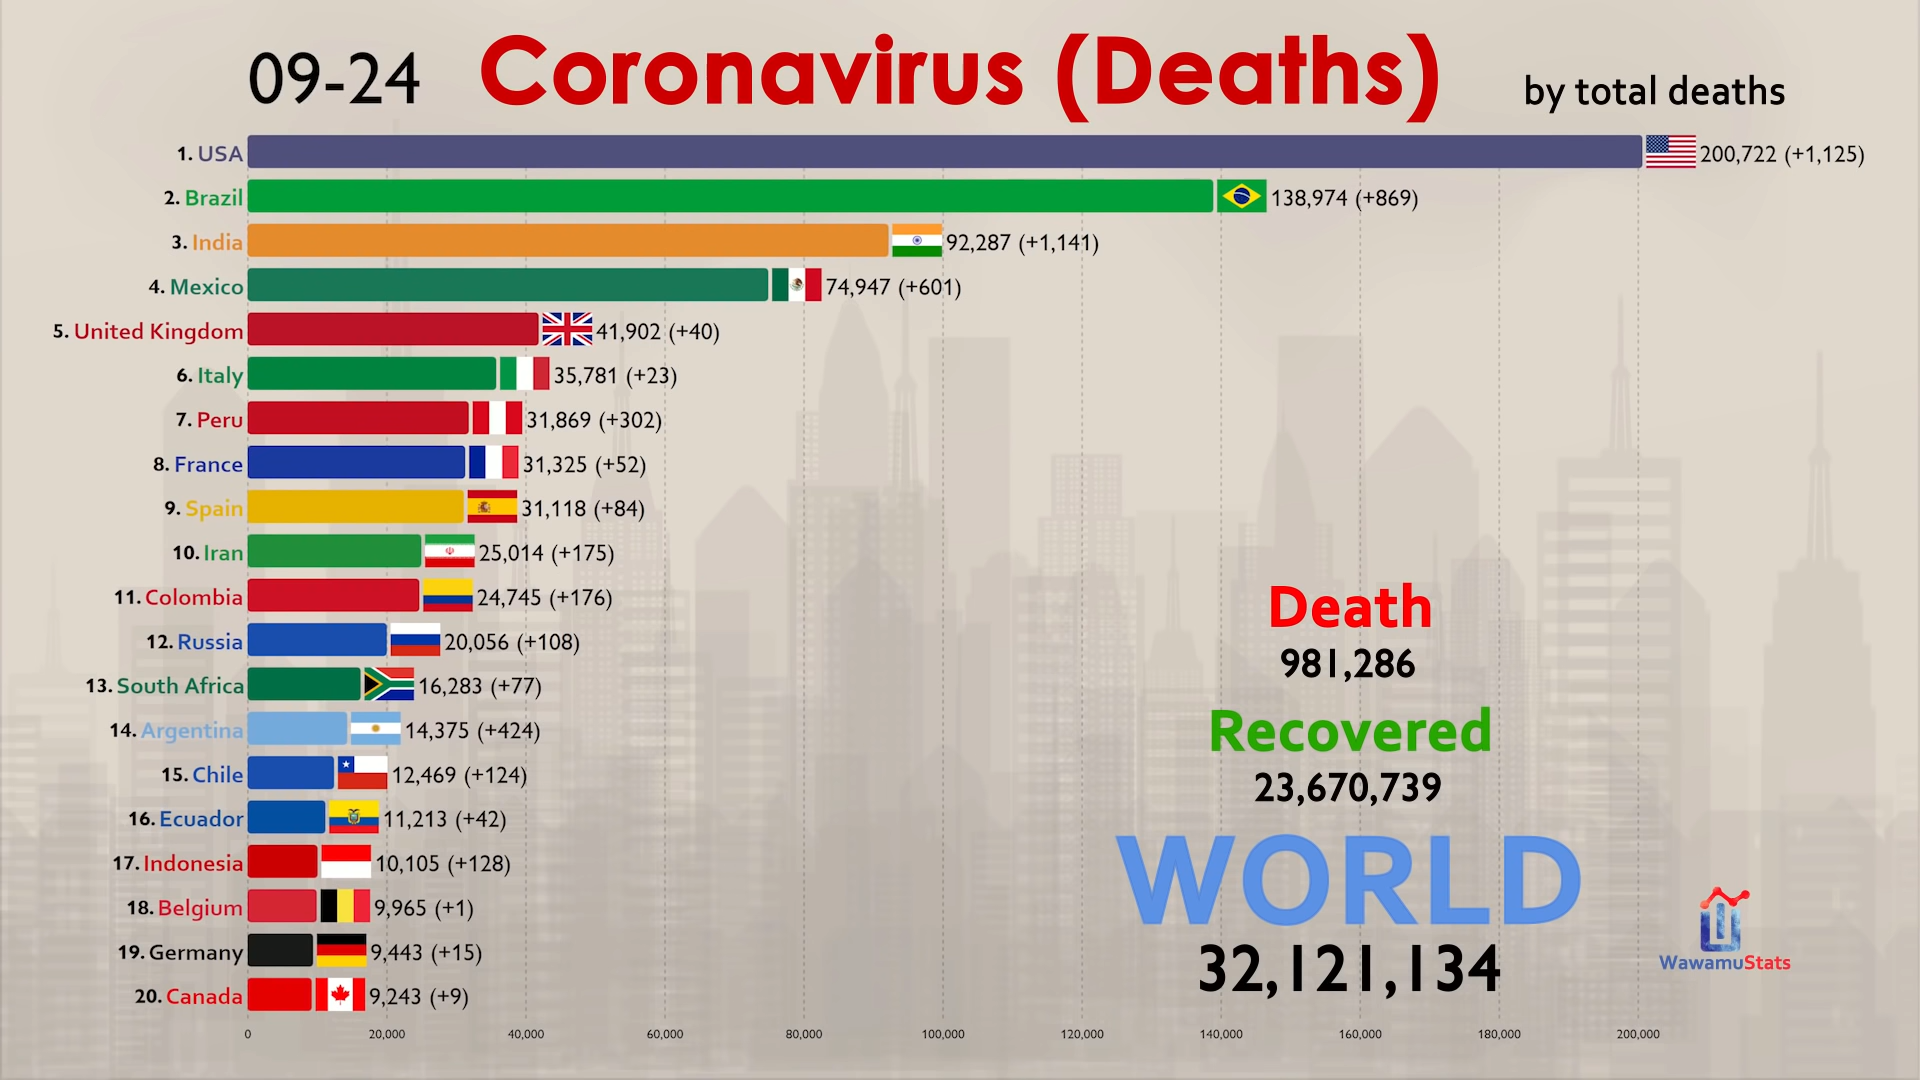 09-24 Coronavirus (Deaths) by total deaths
1. USA 200,722 (+1,125)
2. Brazil 138,974 (+869)
3. India 92,287 (+1,141)
4. Mexico 74,947 (+601)
5. United Kingdom 41,902 (+40)
6. Italy 35,781 (+23)
7. Peru 31,869 (+302)
8. France 31,325 (+52)
9. Spain 31,118 (+84)
10. Iran 25,014 (+175)
11. Colombia 24,745 (+176)
12. Russia 20,056 (+108)
13. South Africa 16,283 (+77)
14. Argentina 14,375 (+424)
15. Chile 12,469 (+124)
16. Ecuador 11,213 (+42)
17. Indonesia 10,105 (+128)
18. Belgium 9,965 (+1)
19. Germany 9,443 (+15)
20. Canada 9,243 (+9)
0 20,000 40,000 60,000 80,000 100,000 120,000 140,000 160,000 180,000 200,000
Death
981,286
Recovered
23,670,739
WORLD
32,121,134
WawamuStats